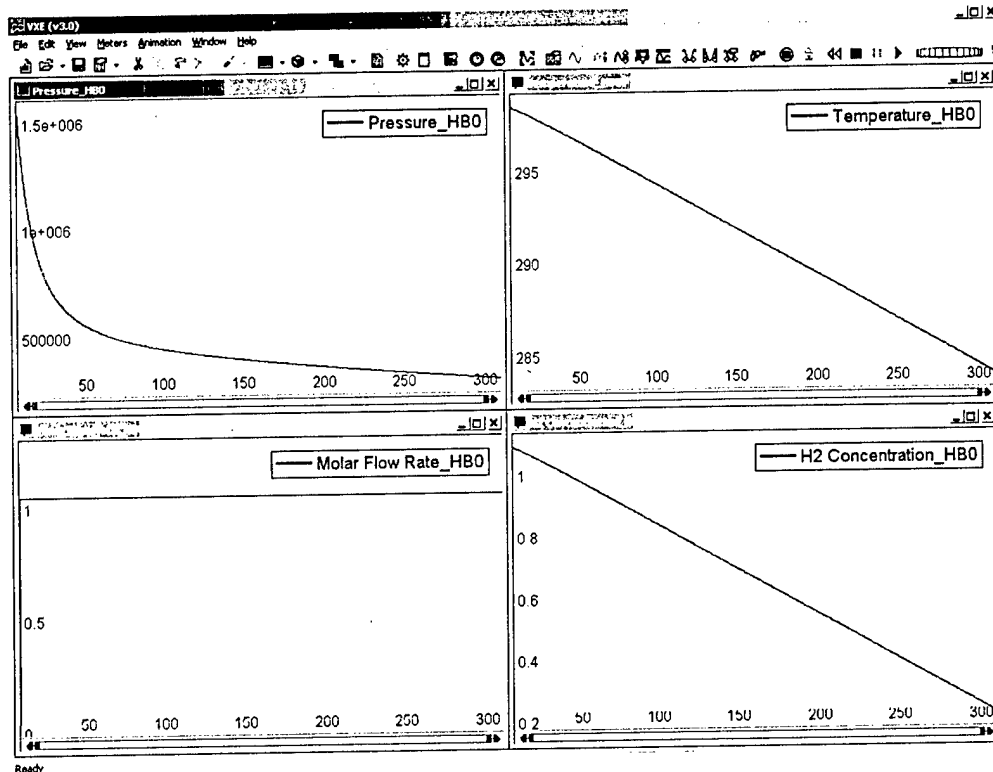 VXE (v3.0)
File Edit View Meters Animation Window Help
Pressure_HB0
Pressure_HB0
1.5e+006
1e+006
500000
50 100 150 200 250 300
Temperature_HB0
295
290
285
50 100 150 200 250 300
Molar Flow Rate_HB0
1
0.5
0
50 100 150 200 250 300
H2 Concentration_HB0
1
0.8
0.6
0.4
0.2
50 100 150 200 250 300
Ready